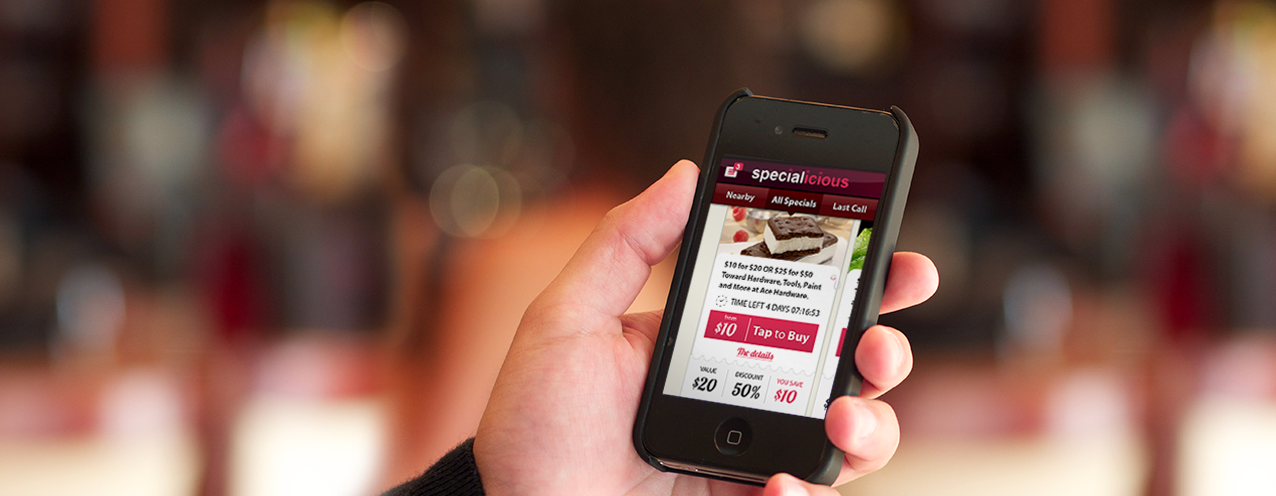 3
specialicious
Nearby
All Specials
Last Call
$10 for $20 OR $25 for $50
Toward Hardware, Tools, Paint
and More at Ace Hardware.
TIME LEFT 4 DAYS 07:16:53
from
$10
Tap to Buy
The details
VALUE
$20
DISCOUNT
50%
YOU SAVE
$10